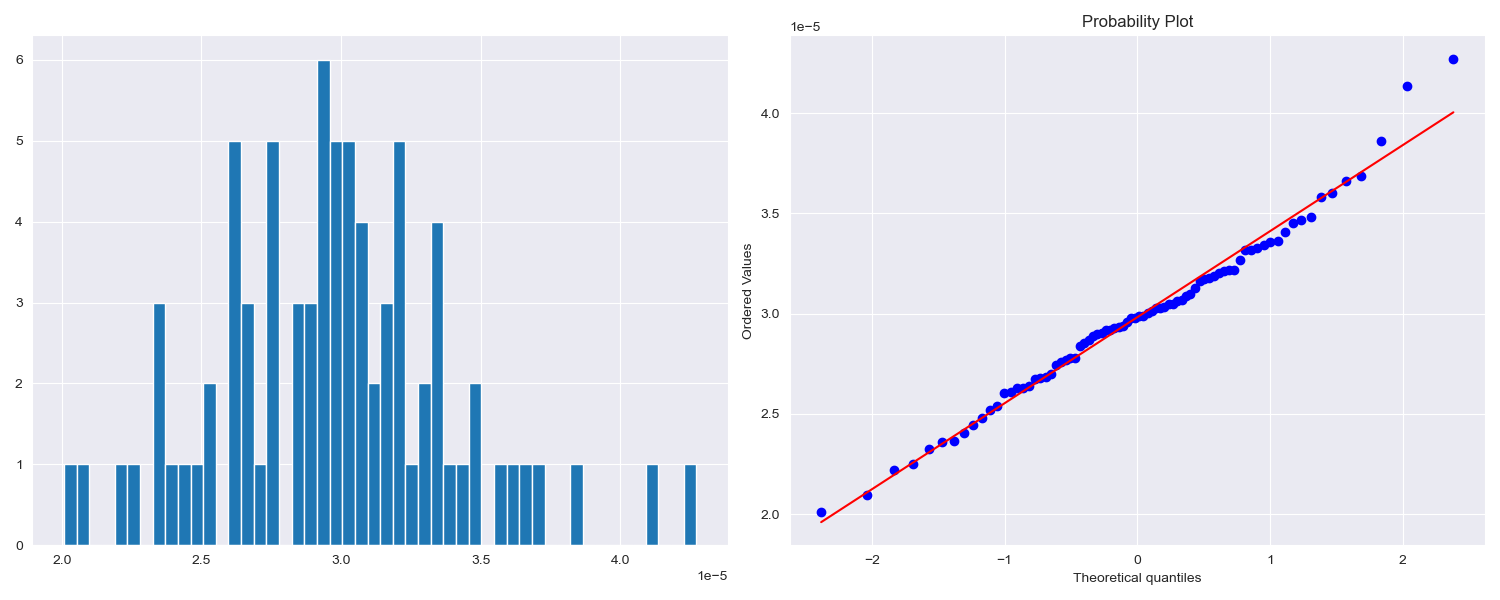 6
5
4
3
2
1
0
2.0 2.5 3.0 3.5 4.0
1e−5
Probability Plot
1e−5
4.0
3.5
3.0
2.5
2.0
Ordered Values
−2 −1 0 1 2
Theoretical quantiles